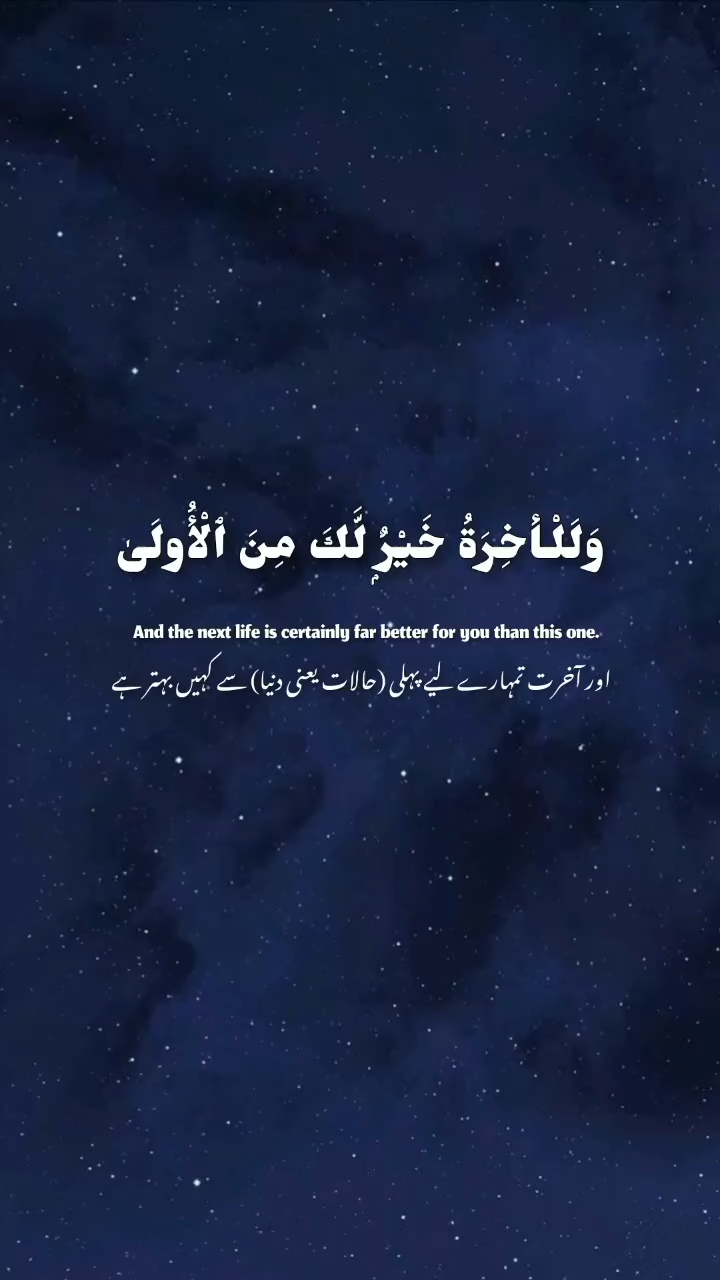 وَلَلْـَٔاخِرَةُ خَيْرٌۭ لَّكَ مِنَ ٱلْأُولَىٰ
And the next life is certainly far better for you than this one.
اور آخرت تمہارے لیے پہلی (حالات یعنی دنیا) سے کہیں بہتر ہے